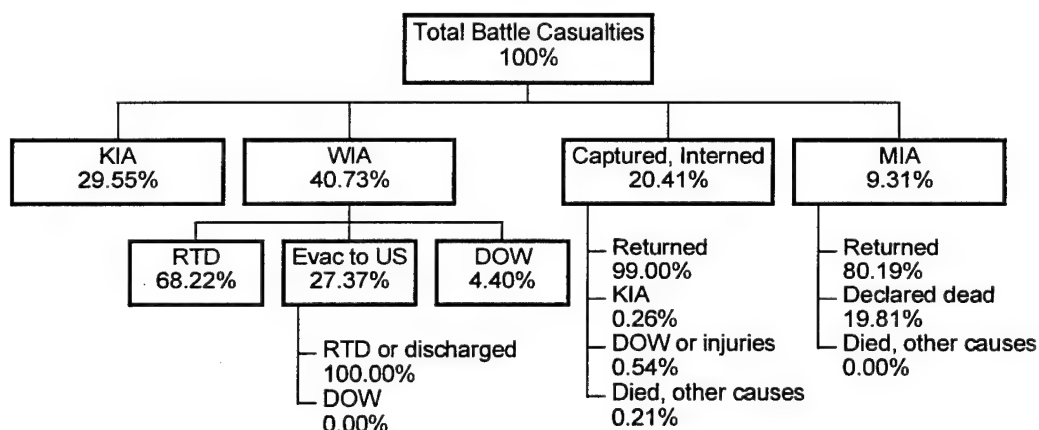 Total Battle Casualties
100%
KIA
29.55%
WIA
40.73%
Captured, Interned
20.41%
MIA
9.31%
RTD
68.22%
Evac to US
27.37%
DOW
4.40%
RTD or discharged
100.00%
DOW
0.00%
Returned
99.00%
KIA
0.26%
DOW or injuries
0.54%
Died, other causes
0.21%
Returned
80.19%
Declared dead
19.81%
Died, other causes
0.00%